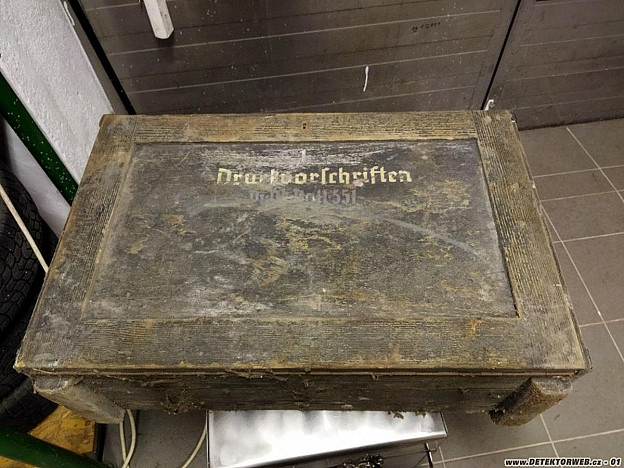 Druckvorschriften
www.DETEKTORWEB.cz - 01